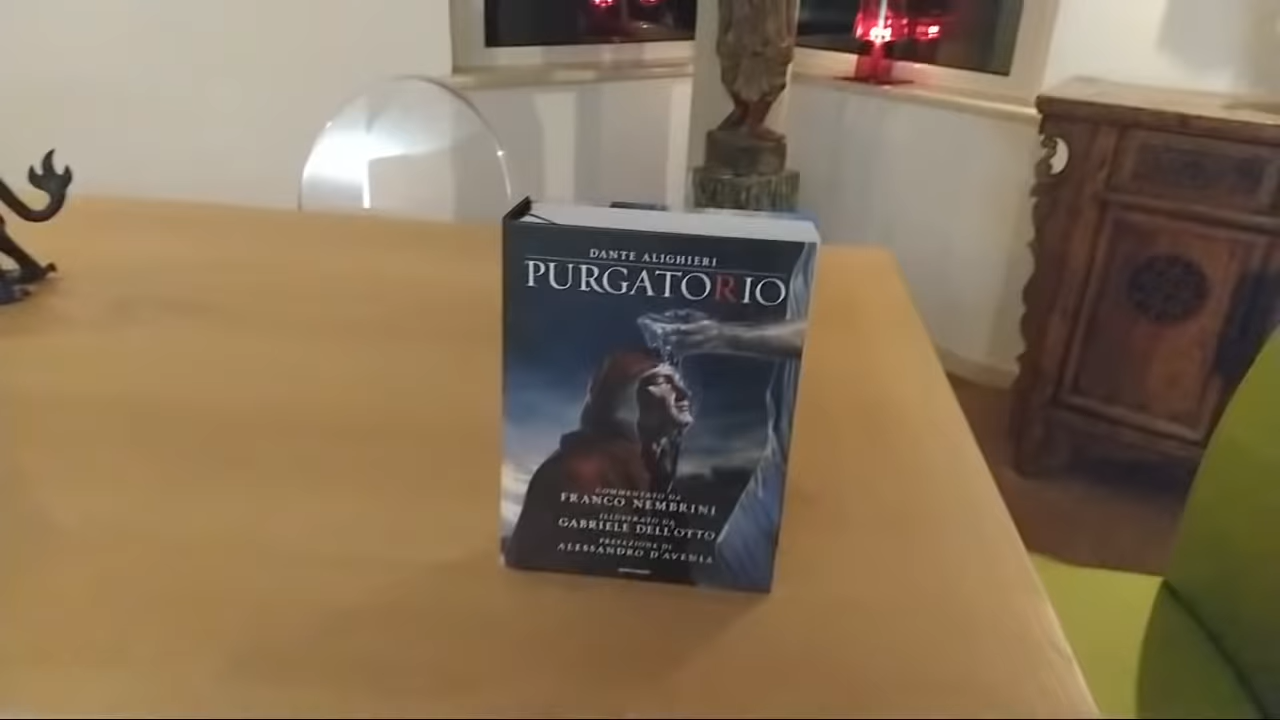 DANTE ALIGHIERI
PURGATORIO
COMMENTATO DA
FRANCO NEMBRINI
ILLUSTRATO DA
GABRIELE DELL'OTTO
PREFAZIONE DI
ALESSANDRO D'AVENIA